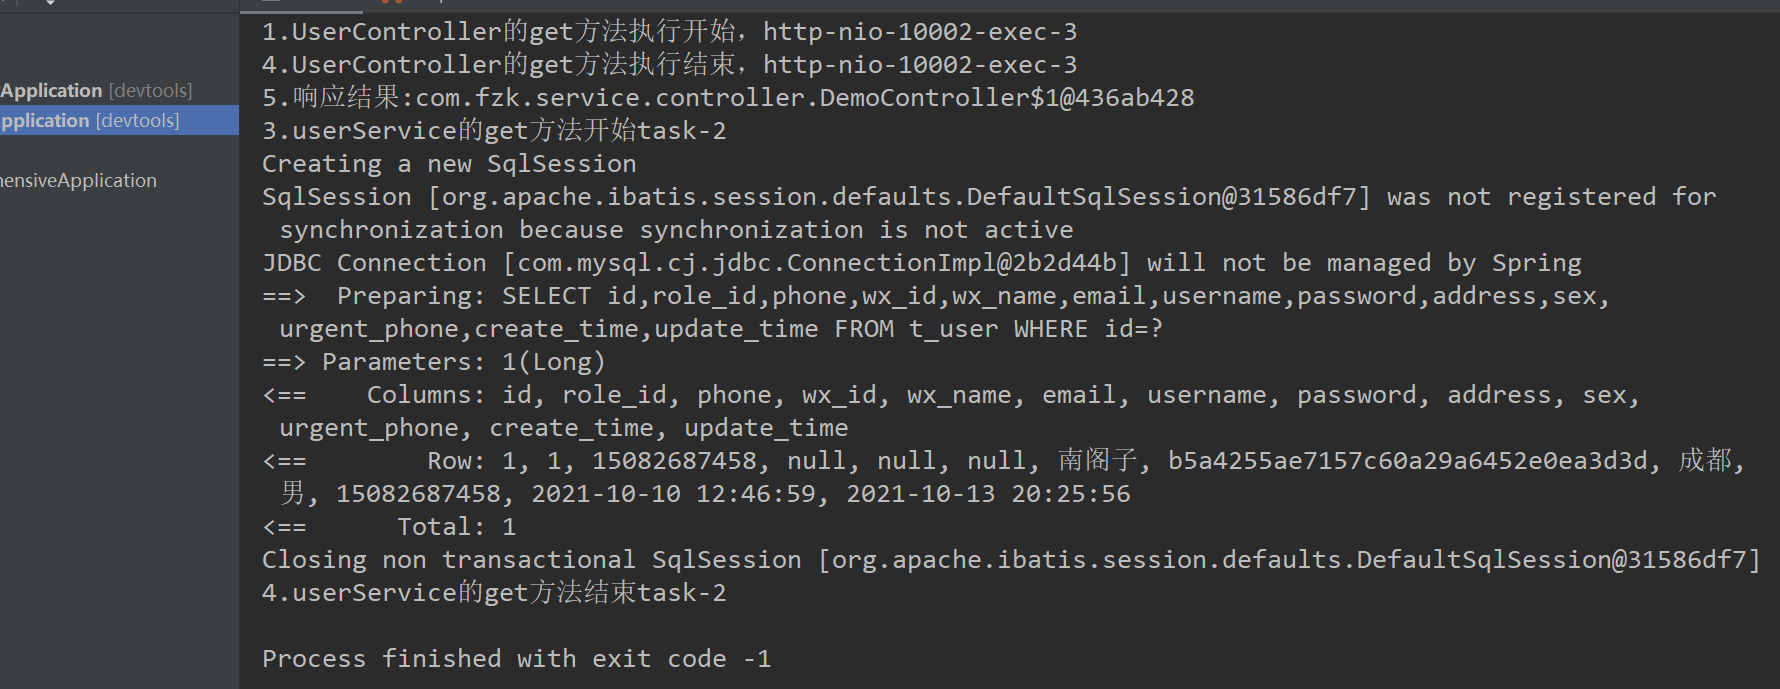 Application [devtools]
pplication [devtools]
ensiveApplication
1.UserController的get方法执行开始，http-nio-10002-exec-3
4.UserController的get方法执行结束，http-nio-10002-exec-3
5.响应结果:com.fzk.service.controller.DemoController$1@436ab428
3.userService的get方法开始task-2
Creating a new SqlSession
SqlSession [org.apache.ibatis.session.defaults.DefaultSqlSession@31586df7] was not registered for
synchronization because synchronization is not active
JDBC Connection [com.mysql.cj.jdbc.ConnectionImpl@2b2d44b] will not be managed by Spring
==>  Preparing: SELECT id,role_id,phone,wx_id,wx_name,email,username,password,address,sex,
urgent_phone,create_time,update_time FROM t_user WHERE id=?
==> Parameters: 1(Long)
<==    Columns: id, role_id, phone, wx_id, wx_name, email, username, password, address, sex,
urgent_phone, create_time, update_time
<==        Row: 1, 1, 15082687458, null, null, null, 南阁子, b5a4255ae7157c60a29a6452e0ea3d3d, 成都,
男, 15082687458, 2021-10-10 12:46:59, 2021-10-13 20:25:56
<==      Total: 1
Closing non transactional SqlSession [org.apache.ibatis.session.defaults.DefaultSqlSession@31586df7]
4.userService的get方法结束task-2
Process finished with exit code -1